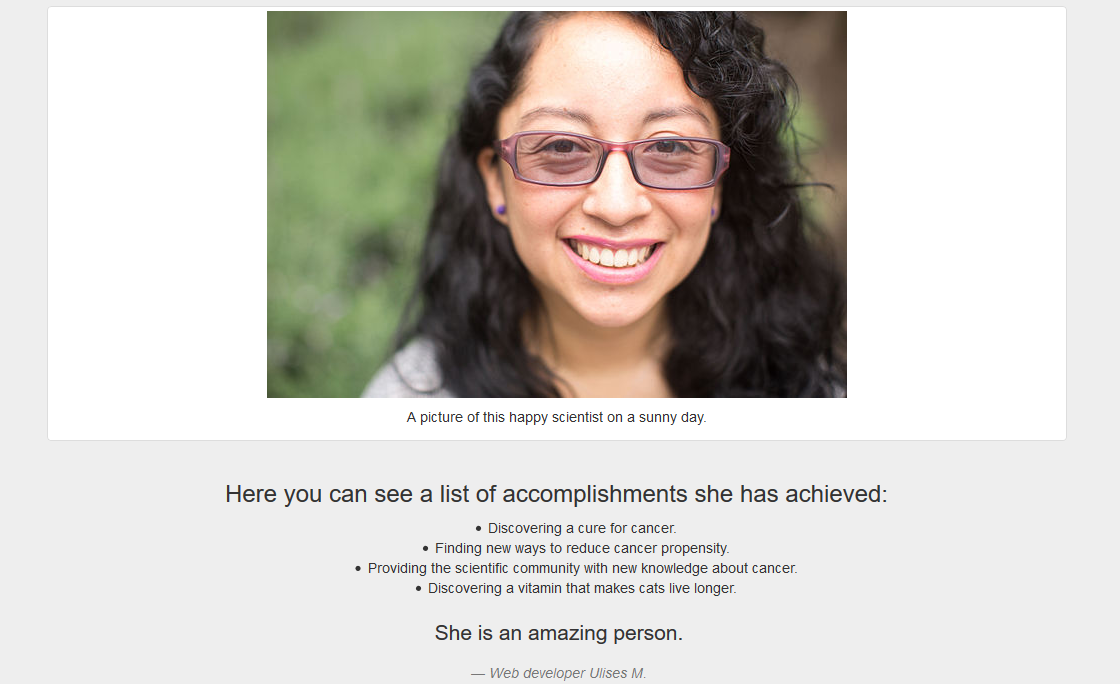 A picture of this happy scientist on a sunny day.
Here you can see a list of accomplishments she has achieved:
• Discovering a cure for cancer.
• Finding new ways to reduce cancer propensity.
• Providing the scientific community with new knowledge about cancer.
• Discovering a vitamin that makes cats live longer.
She is an amazing person.
— Web developer Ulises M.